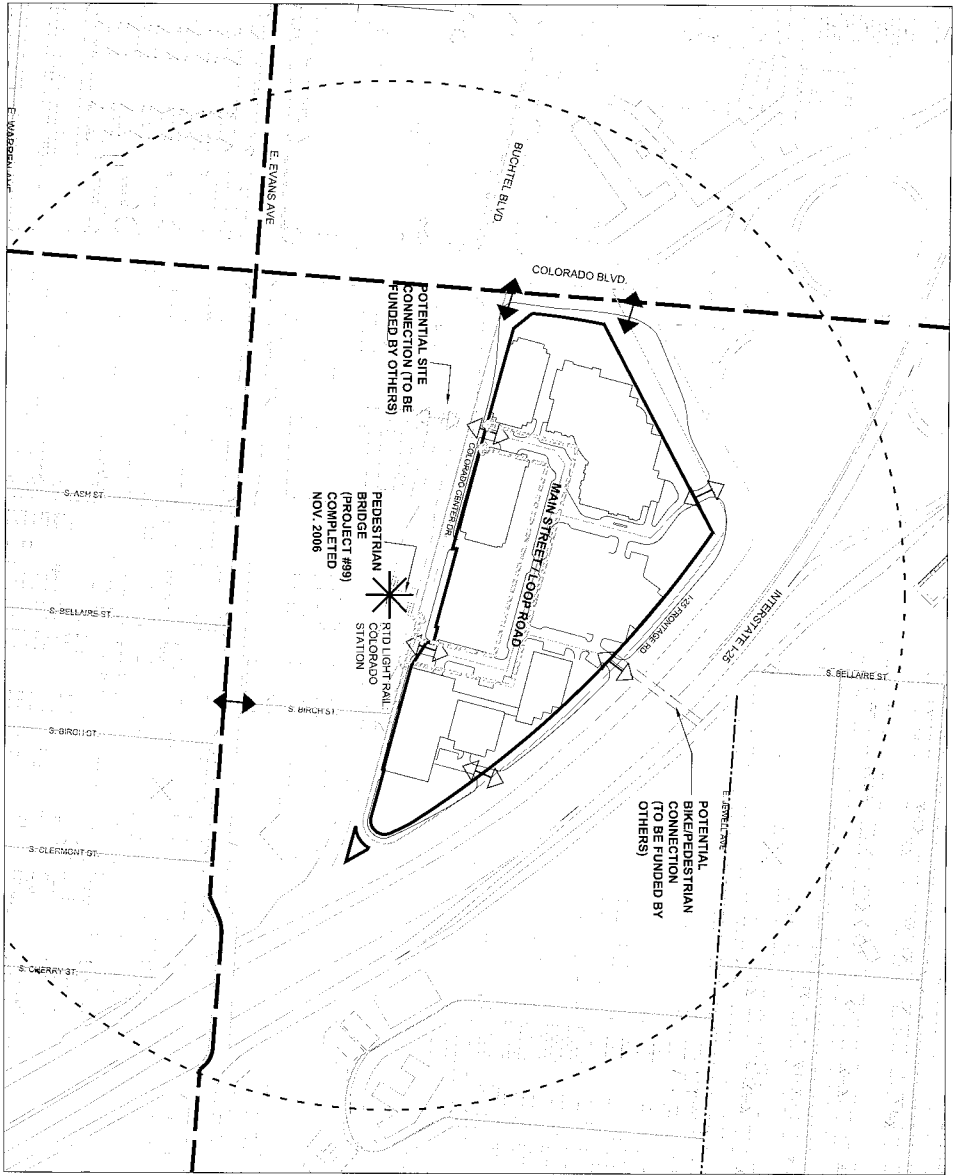 E. WARREN AVE
E. EVANS AVE
BUCHTEL BLVD.
COLORADO BLVD.
POTENTIAL SITE
CONNECTION (TO BE
FUNDED BY OTHERS)
COLORADO CENTER DR.
MAIN STREET / LOOP ROAD
PEDESTRIAN
BRIDGE
(PROJECT #99)
COMPLETED
NOV. 2006
RTD LIGHT RAIL
COLORADO
STATION
I-25 FRONTAGE RD
INTERSTATE I-25
S. BELLAIRE ST
S. ASH ST.
S. BELLAIRE ST.
S. BIRCH ST.
S. BIRCH ST.
S. CLERMONT ST.
S. CHERRY ST.
POTENTIAL
BIKE/PEDESTRIAN
CONNECTION
(TO BE FUNDED BY
OTHERS)
E. JEWELL AVE